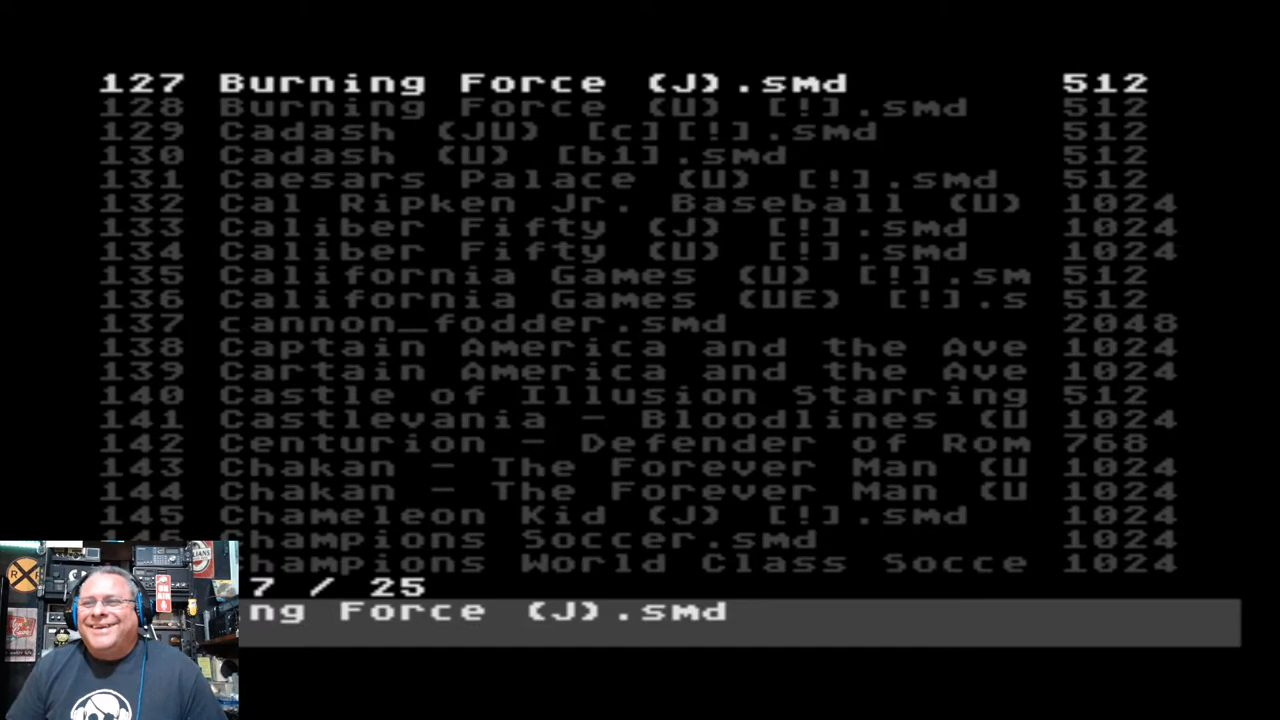 127 Burning Force (J).smd 512
128 Burning Force (U) [!].smd 512
129 Cadash (JU) [c][!].smd 512
130 Cadash (U) [b1].smd 512
131 Caesars Palace (U) [!].smd 512
132 Cal Ripken Jr. Baseball (U) 1024
133 Caliber Fifty (J) [!].smd 1024
134 Caliber Fifty (U) [!].smd 1024
135 California Games (U) [!].sm 512
136 California Games (UE) [!].s 512
137 cannon_fodder.smd 2048
138 Captain America and the Ave 1024
139 Cartain America and the Ave 1024
140 Castle of Illusion Starring 512
141 Castlevania - Bloodlines (U 1024
142 Centurion - Defender of Rom 768
143 Chakan - The Forever Man (U 1024
144 Chakan - The Forever Man (U 1024
145 Chameleon Kid (J) [!].smd 1024
hampions Soccer.smd 1024
hampions World Class Socce 1024
7 / 25
ng Force (J).smd
ON AIR